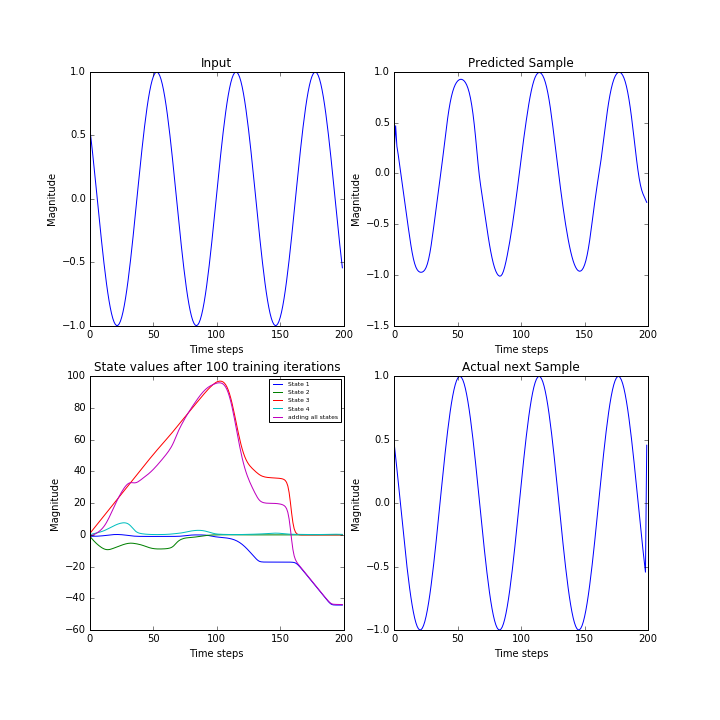 Input
1.0
0.5
0.0
−0.5
−1.0
Magnitude
0 50 100 150 200
Time steps
Predicted Sample
1.0
0.5
0.0
−0.5
−1.0
−1.5
Magnitude
0 50 100 150 200
Time steps
State values after 100 training iterations
100
80
60
40
20
0
−20
−40
−60
Magnitude
State 1
State 2
State 3
State 4
adding all states
0 50 100 150 200
Time steps
Actual next Sample
1.0
0.5
0.0
−0.5
−1.0
Magnitude
0 50 100 150 200
Time steps